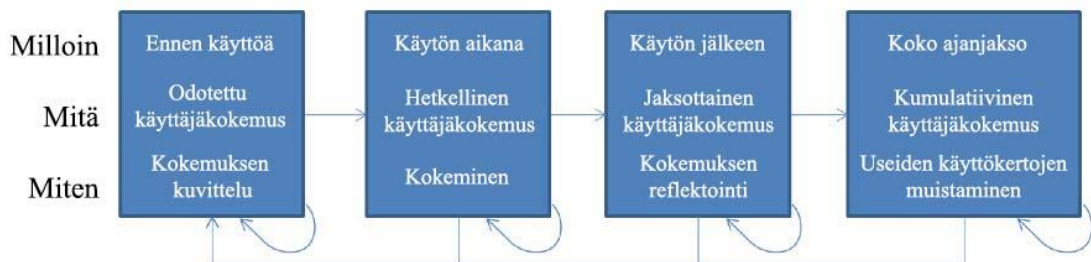 Milloin
Mitä
Miten
Ennen käyttöä
Odotettu
käyttäjäkokemus
Kokemuksen
kuvittelu
Käytön aikana
Hetkellinen
käyttäjäkokemus
Kokeminen
Käytön jälkeen
Jaksottainen
käyttäjäkokemus
Kokemuksen
reflektointi
Koko ajanjakso
Kumulatiivinen
käyttäjäkokemus
Useiden käyttökertojen
muistaminen